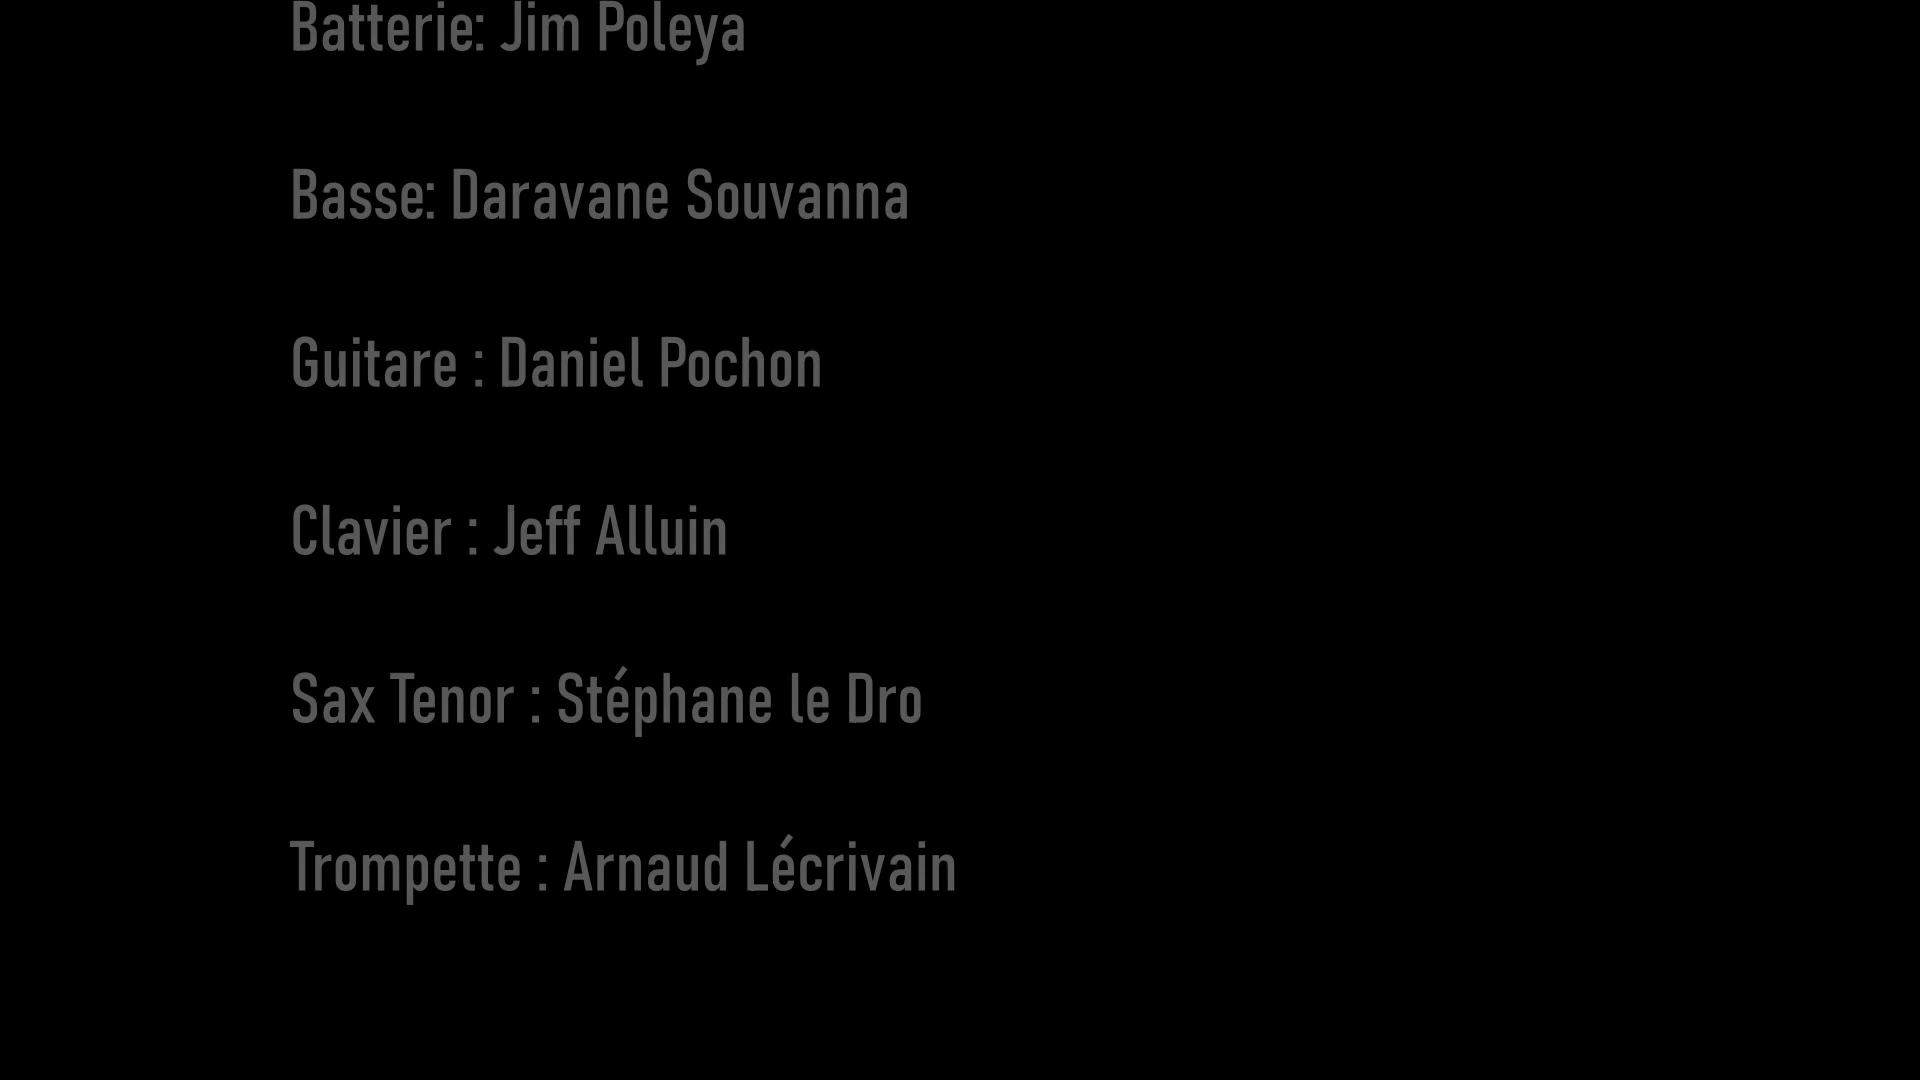 Batterie: Jim Poleya
Basse: Daravane Souvanna
Guitare : Daniel Pochon
Clavier : Jeff Alluin
Sax Tenor : Stéphane le Dro
Trompette : Arnaud Lécrivain